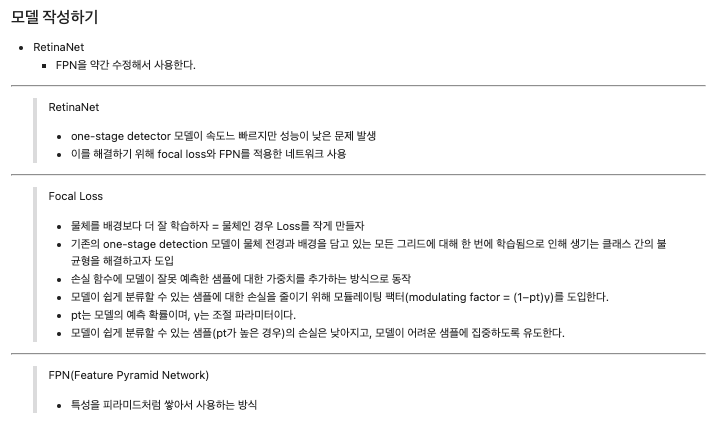 모델 작성하기
RetinaNet
FPN을 약간 수정해서 사용한다.
RetinaNet
one-stage detector 모델이 속도느 빠르지만 성능이 낮은 문제 발생
이를 해결하기 위해 focal loss와 FPN를 적용한 네트워크 사용
Focal Loss
물체를 배경보다 더 잘 학습하자 = 물체인 경우 Loss를 작게 만들자
기존의 one-stage detection 모델이 물체 전경과 배경을 담고 있는 모든 그리드에 대해 한 번에 학습됨으로 인해 생기는 클래스 간의 불
균형을 해결하고자 도입
손실 함수에 모델이 잘못 예측한 샘플에 대한 가중치를 추가하는 방식으로 동작
모델이 쉽게 분류할 수 있는 샘플에 대한 손실을 줄이기 위해 모듈레이팅 팩터(modulating factor = (1−pt)γ)를 도입한다.
pt는 모델의 예측 확률이며, γ는 조절 파라미터이다.
모델이 쉽게 분류할 수 있는 샘플(pt가 높은 경우)의 손실은 낮아지고, 모델이 어려운 샘플에 집중하도록 유도한다.
FPN(Feature Pyramid Network)
특성을 피라미드처럼 쌓아서 사용하는 방식